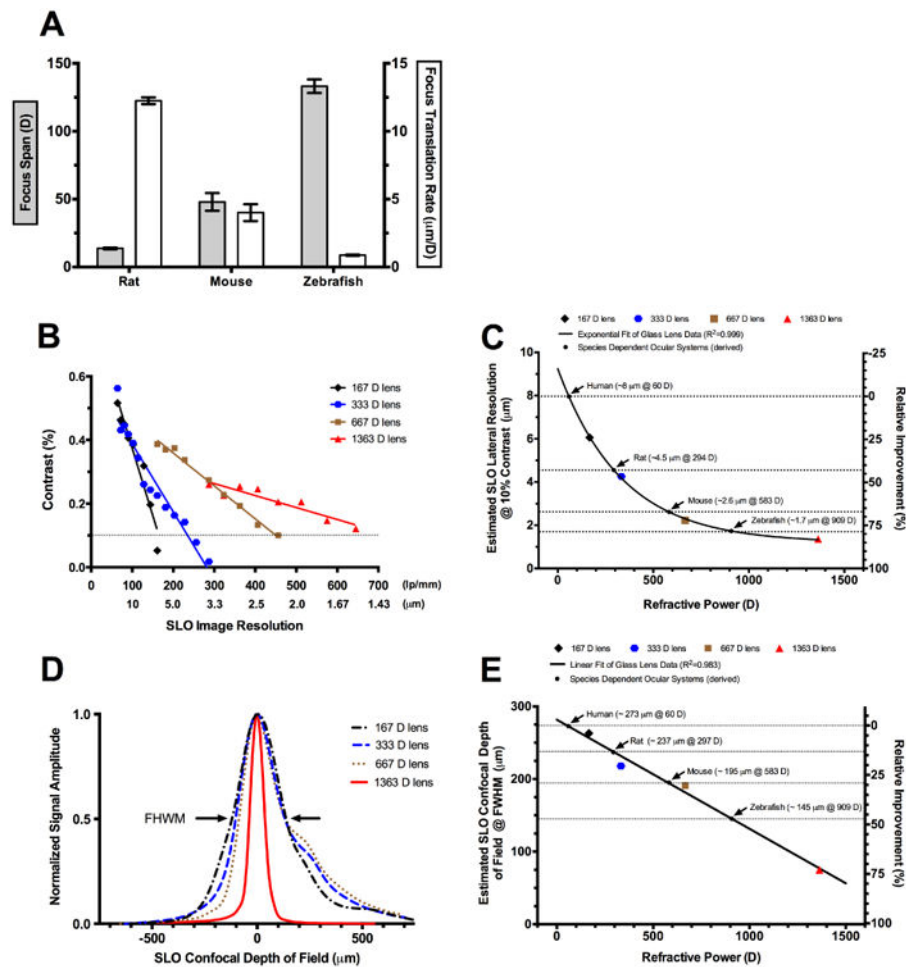 A
Focus Span (D)
150
100
50
0
Rat
Mouse
Zebrafish
15
10
5
0
Focus Translation Rate (μm/D)
B
Contrast (%)
0.6
0.4
0.2
0.0
167 D lens
333 D lens
667 D lens
1363 D lens
0 100 200 300 400 500 600 700 (lp/mm)
10 5.0 3.3 2.5 2.0 1.67 1.43 (μm)
SLO Image Resolution
C
167 D lens 333 D lens 667 D lens 1363 D lens
Exponential Fit of Glass Lens Data (R²=0.999)
Species Dependent Ocular Systems (derived)
Estimated SLO Lateral Resolution
@ 10% Contrast (μm)
10
8
6
4
2
0
Human (~8 μm @ 60 D)
Rat (~4.5 μm @ 294 D)
Mouse (~2.6 μm @ 583 D)
Zebrafish (~1.7 μm @ 909 D)
-25
0
25
50
75
100
Relative Improvement (%)
0 500 1000 1500
Refractive Power (D)
D
Normalized Signal Amplitude
1.0
0.5
0.0
FHWM
167 D lens
333 D lens
667 D lens
1363 D lens
-500 0 500
SLO Confocal Depth of Field (μm)
E
167 D lens 333 D lens 667 D lens 1363 D lens
Linear Fit of Glass Lens Data (R²=0.983)
Species Dependent Ocular Systems (derived)
Estimated SLO Confocal Depth
of Field @ FWHM (μm)
300
250
200
150
100
50
0
Human (~ 273 μm @ 60 D)
Rat (~ 237 μm @ 297 D)
Mouse (~ 195 μm @ 583 D)
Zebrafish (~ 145 μm @ 909 D)
0
25
50
75
100
Relative Improvement (%)
0 500 1000 1500
Refractive Power (D)